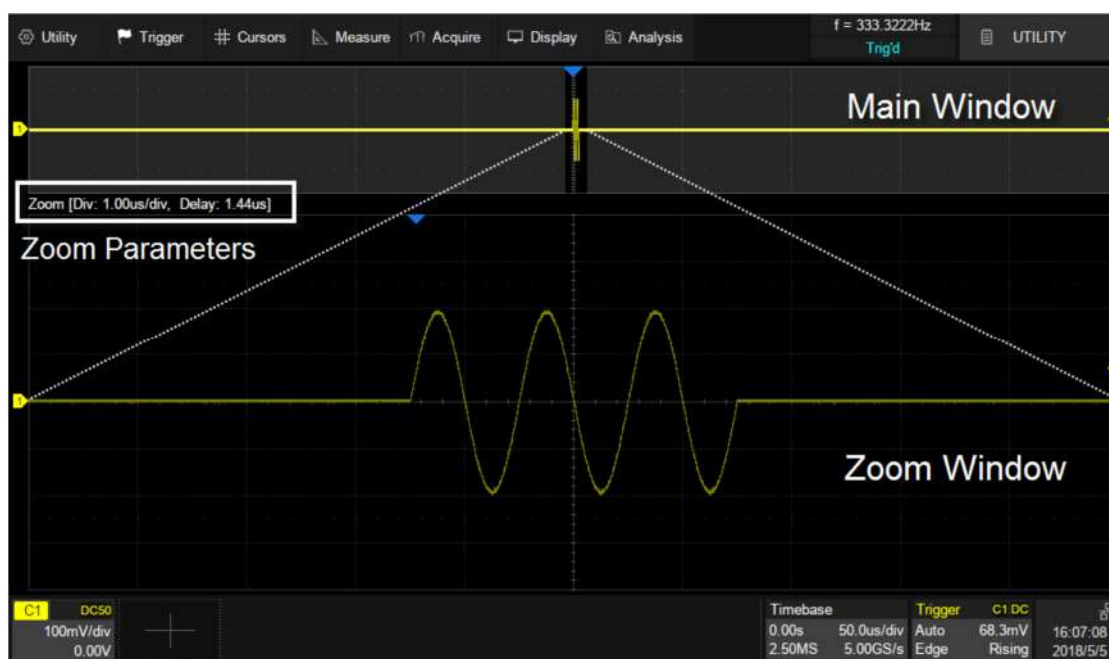 Utility Trigger Cursors Measure Acquire Display Analysis f = 333.3222Hz UTILITY
Trig'd
Main Window
1
Zoom [Div: 1.00us/div, Delay: 1.44us]
Zoom Parameters
1
Zoom Window
C1 DC50 Timebase Trigger C1 DC
100mV/div 0.00s 50.0us/div Auto 68.3mV 16:07:08
0.00V 2.50MS 5.00GS/s Edge Rising 2018/5/5